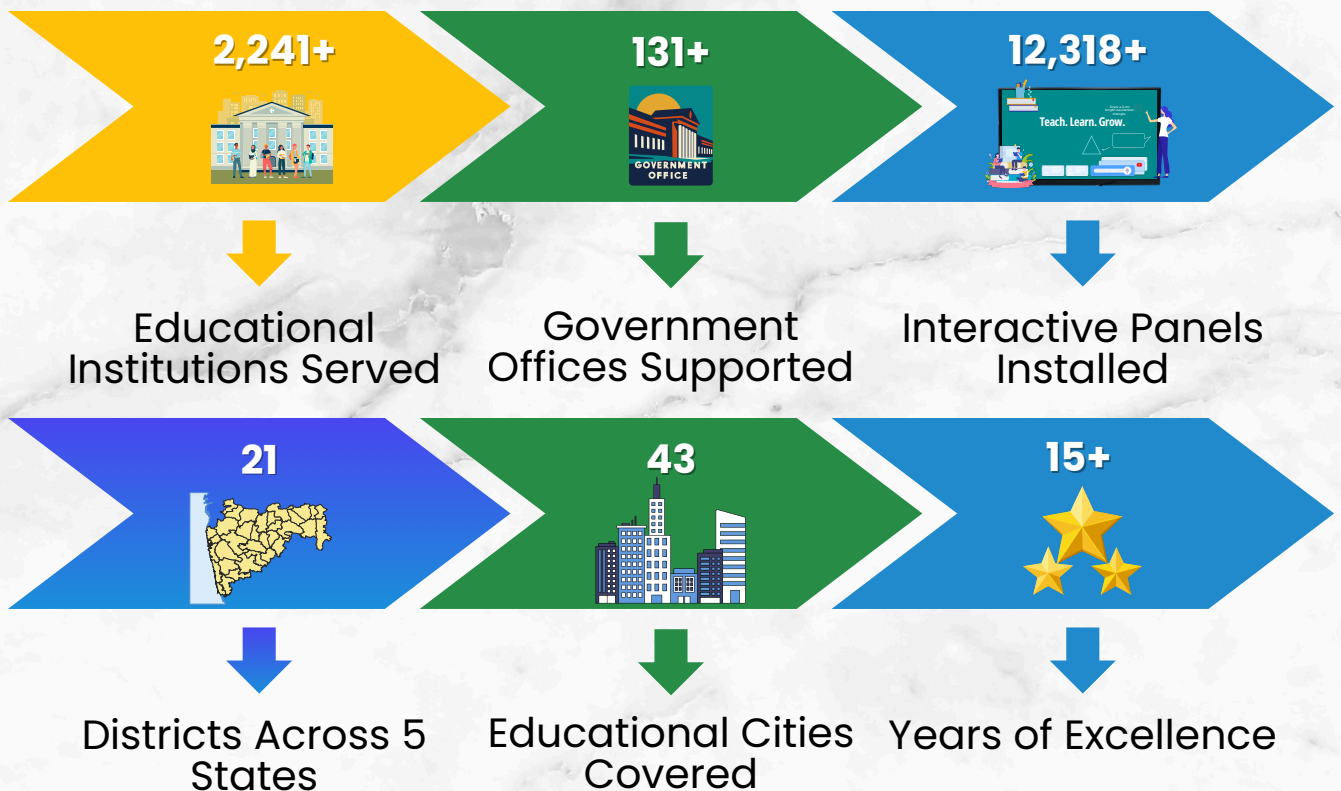 2,241+
131+
12,318+
Teach. Learn. Grow.
GOVERNMENT
OFFICE
Educational
Institutions Served
Government
Offices Supported
Interactive Panels
Installed
21
43
15+
Districts Across 5
States
Educational Cities
Covered
Years of Excellence